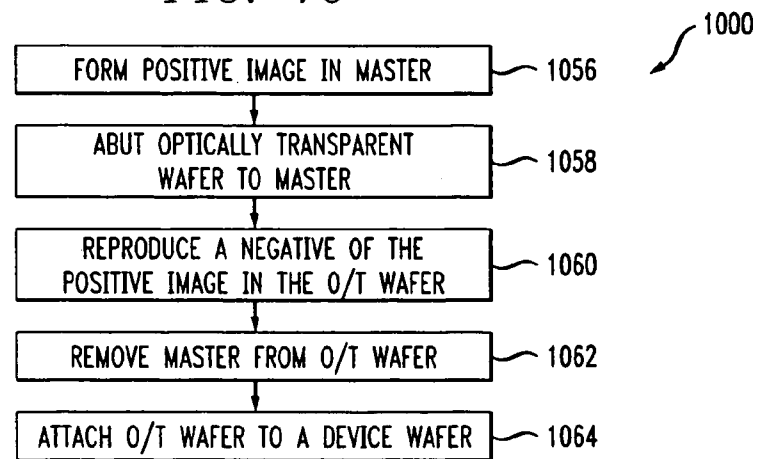 1000
FORM POSITIVE IMAGE IN MASTER
1056
ABUT OPTICALLY TRANSPARENT
WAFER TO MASTER
1058
REPRODUCE A NEGATIVE OF THE
POSITIVE IMAGE IN THE O/T WAFER
1060
REMOVE MASTER FROM O/T WAFER
1062
ATTACH O/T WAFER TO A DEVICE WAFER
1064